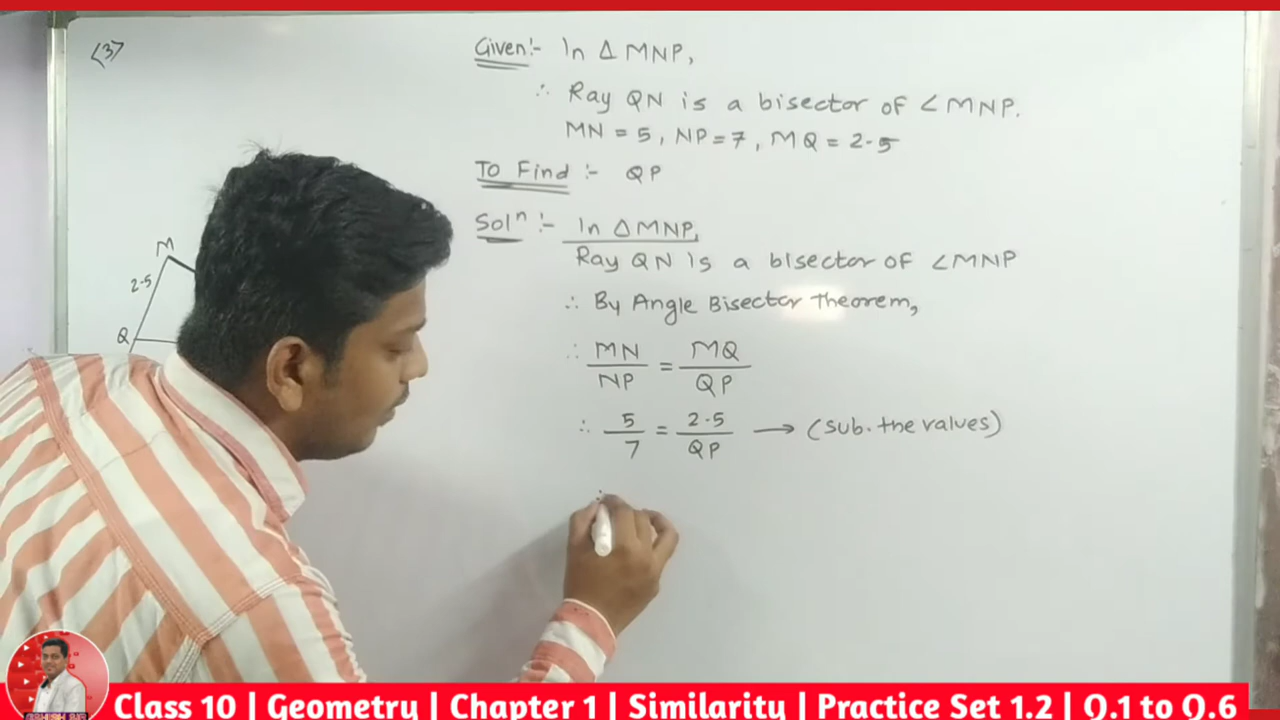 <3>
Given:- In △ MNP,
∴ Ray QN is a bisector of ∠MNP.
MN = 5, NP = 7, MQ = 2.5
To Find :- QP
Solⁿ :- In △MNP,
Ray QN is a bisector of ∠MNP
∴ By Angle Bisector Theorem,
∴ MN/NP = MQ/QP
∴ 5/7 = 2.5/QP → (sub. the values)
M
2.5
Q
Class 10 | Geometry | Chapter 1 | Similarity | Practice Set 1.2 | Q.1 to Q.6